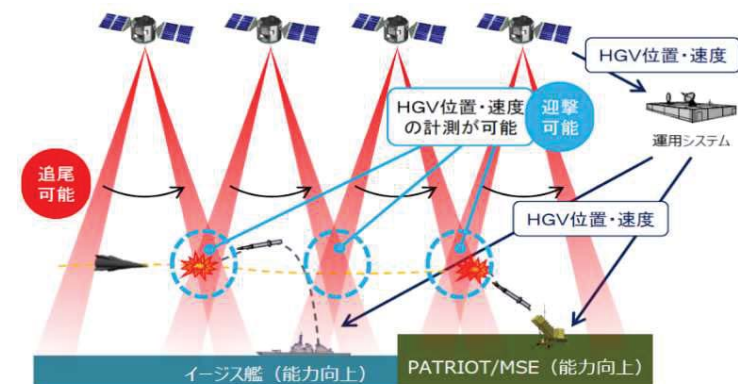 HGV位置・速度
運用システム
HGV位置・速度
の計測が可能
迎撃
可能
追尾
可能
HGV位置・速度
イージス艦（能力向上）
PATRIOT/MSE（能力向上）